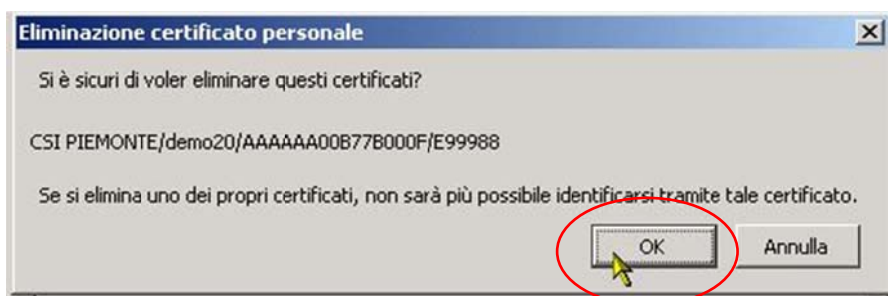 Eliminazione certificato personale
Si è sicuri di voler eliminare questi certificati?
CSI PIEMONTE/demo20/AAAAAA00B77B000F/E99988
Se si elimina uno dei propri certificati, non sarà più possibile identificarsi tramite tale certificato.
OK Annulla